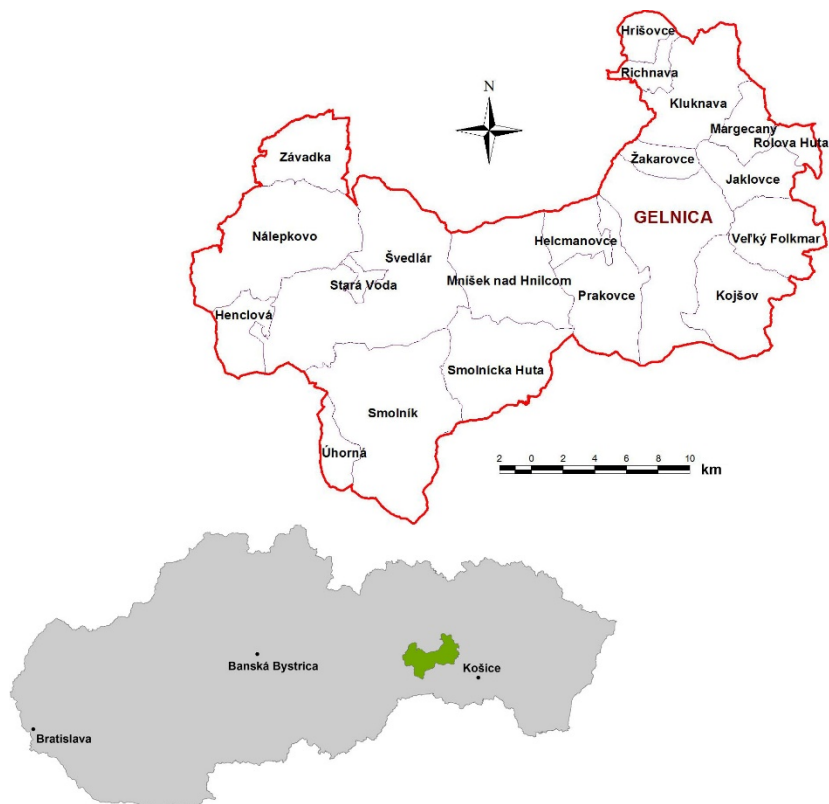 Hrišovce
Richnava
Kluknava
N
Margecany
Rolova Huta
Závadka
Žakarovce
Jaklovce
GELNICA
Nálepkovo
Helcmanovce
Veľký Folkmar
Švedlár
Stará Voda
Mníšek nad Hnilcom
Prakovce
Kojšov
Henclová
Smolnícka Huta
Smolník
Úhorná
2 0 2 4 6 8 10
km
Banská Bystrica
Košice
Bratislava